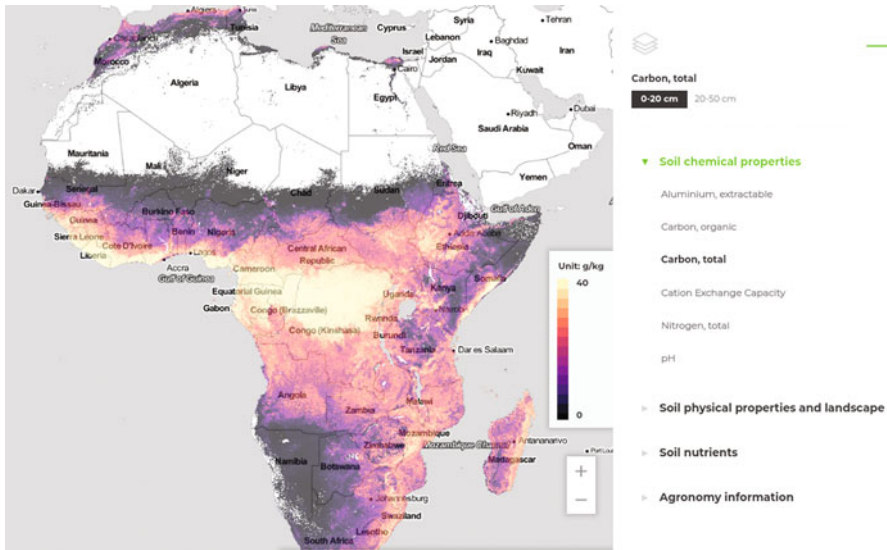 Algiers
Tunisia
Mediterranean
Sea
Cyprus
Syria
Tehran
Lebanon
Baghdad
Israel
Iraq
Iran
Casablanca
Morocco
Jordan
Cairo
Kuwait
Algeria
Libya
Egypt
Dubai
Riyadh
Saudi Arabia
Oman
Mauritania
Mali
Niger
Red Sea
Yemen
Chad
Sudan
Eritrea
Dakar
Senegal
Guinea-Bissau
Burkina Faso
Djibouti
Gulf of Aden
Guinea
Benin
Nigeria
Addis Ababa
Sierra Leone
Cote D'Ivoire
Central African
Republic
Ethiopia
Liberia
Lagos
Accra
Gulf of Guinea
Cameroon
Somalia
Equatorial Guinea
Uganda
Kenya
Gabon
Congo (Brazzaville)
Nairobi
Rwanda
Congo (Kinshasa)
Burundi
Tanzania
Dar es Salaam
Angola
Malawi
Zambia
Mozambique
Mozambique Channel
Antananarivo
Zimbabwe
Port Louis
Namibia
Botswana
Madagascar
Johannesburg
Swaziland
Lesotho
South Africa
Unit: g/kg
40
0
+
−
Carbon, total
0-20 cm 20-50 cm
Soil chemical properties
Aluminium, extractable
Carbon, organic
Carbon, total
Cation Exchange Capacity
Nitrogen, total
pH
Soil physical properties and landscape
Soil nutrients
Agronomy information